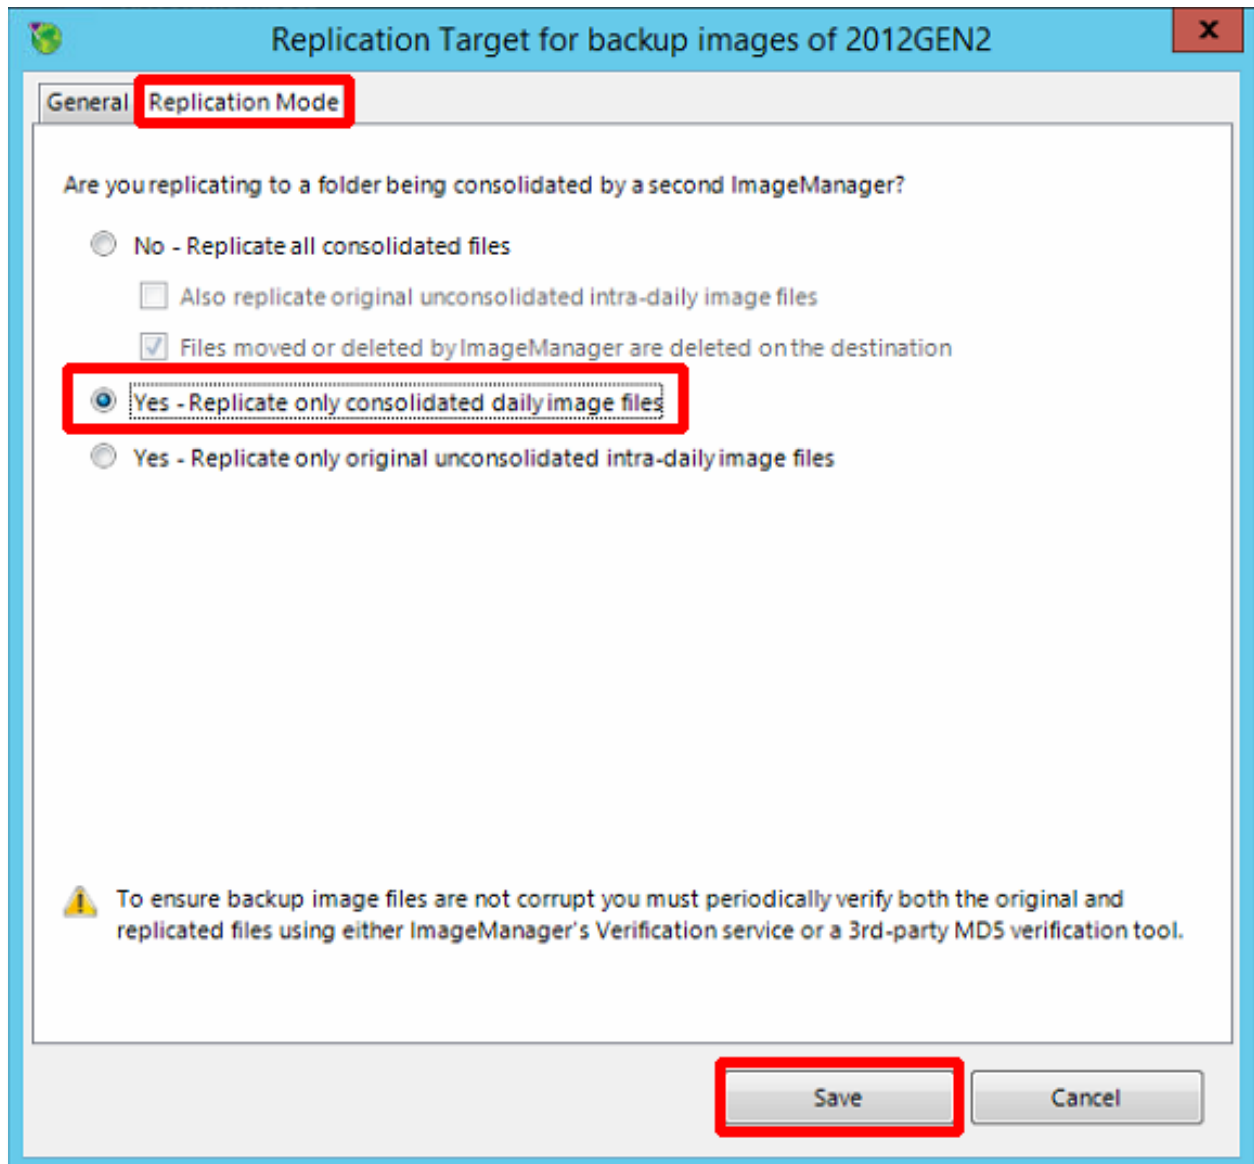 Replication Target for backup images of 2012GEN2
x
General
Replication Mode
Are you replicating to a folder being consolidated by a second ImageManager?
No - Replicate all consolidated files
Also replicate original unconsolidated intra-daily image files
Files moved or deleted by ImageManager are deleted on the destination
Yes - Replicate only consolidated daily image files
Yes - Replicate only original unconsolidated intra-daily image files
To ensure backup image files are not corrupt you must periodically verify both the original and
replicated files using either ImageManager's Verification service or a 3rd-party MD5 verification tool.
Save
Cancel